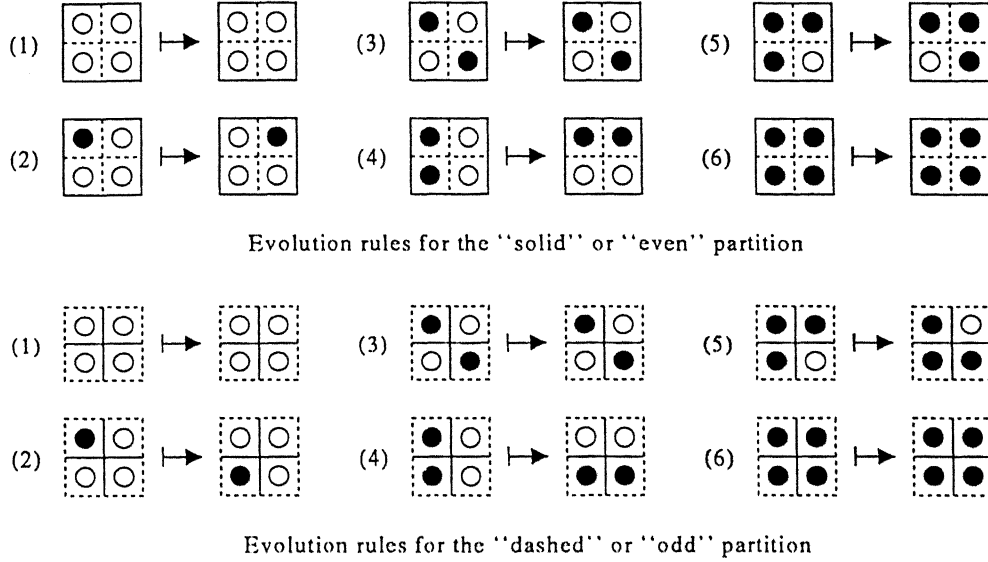 (1) (3) (5)
(2) (4) (6)
Evolution rules for the ‘‘solid’’ or ‘‘even’’ partition
(1) (3) (5)
(2) (4) (6)
Evolution rules for the ‘‘dashed’’ or ‘‘odd’’ partition